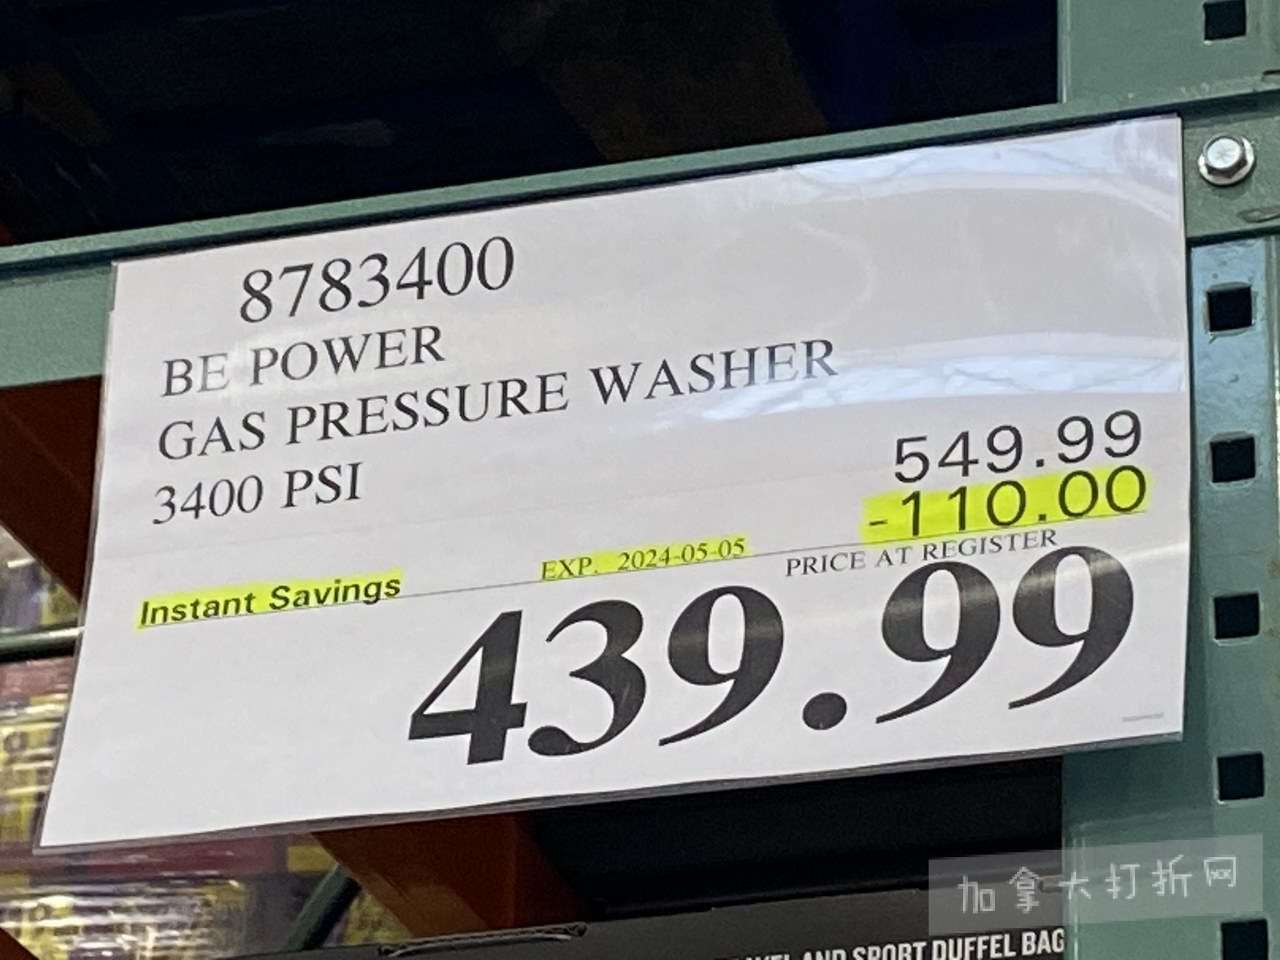 8783400
BE POWER
GAS PRESSURE WASHER
3400 PSI
549.99
-110.00
Instant Savings
EXP. 2024-05-05
PRICE AT REGISTER
439.99
加拿大打折网
AND SPORT DUFFEL BAG